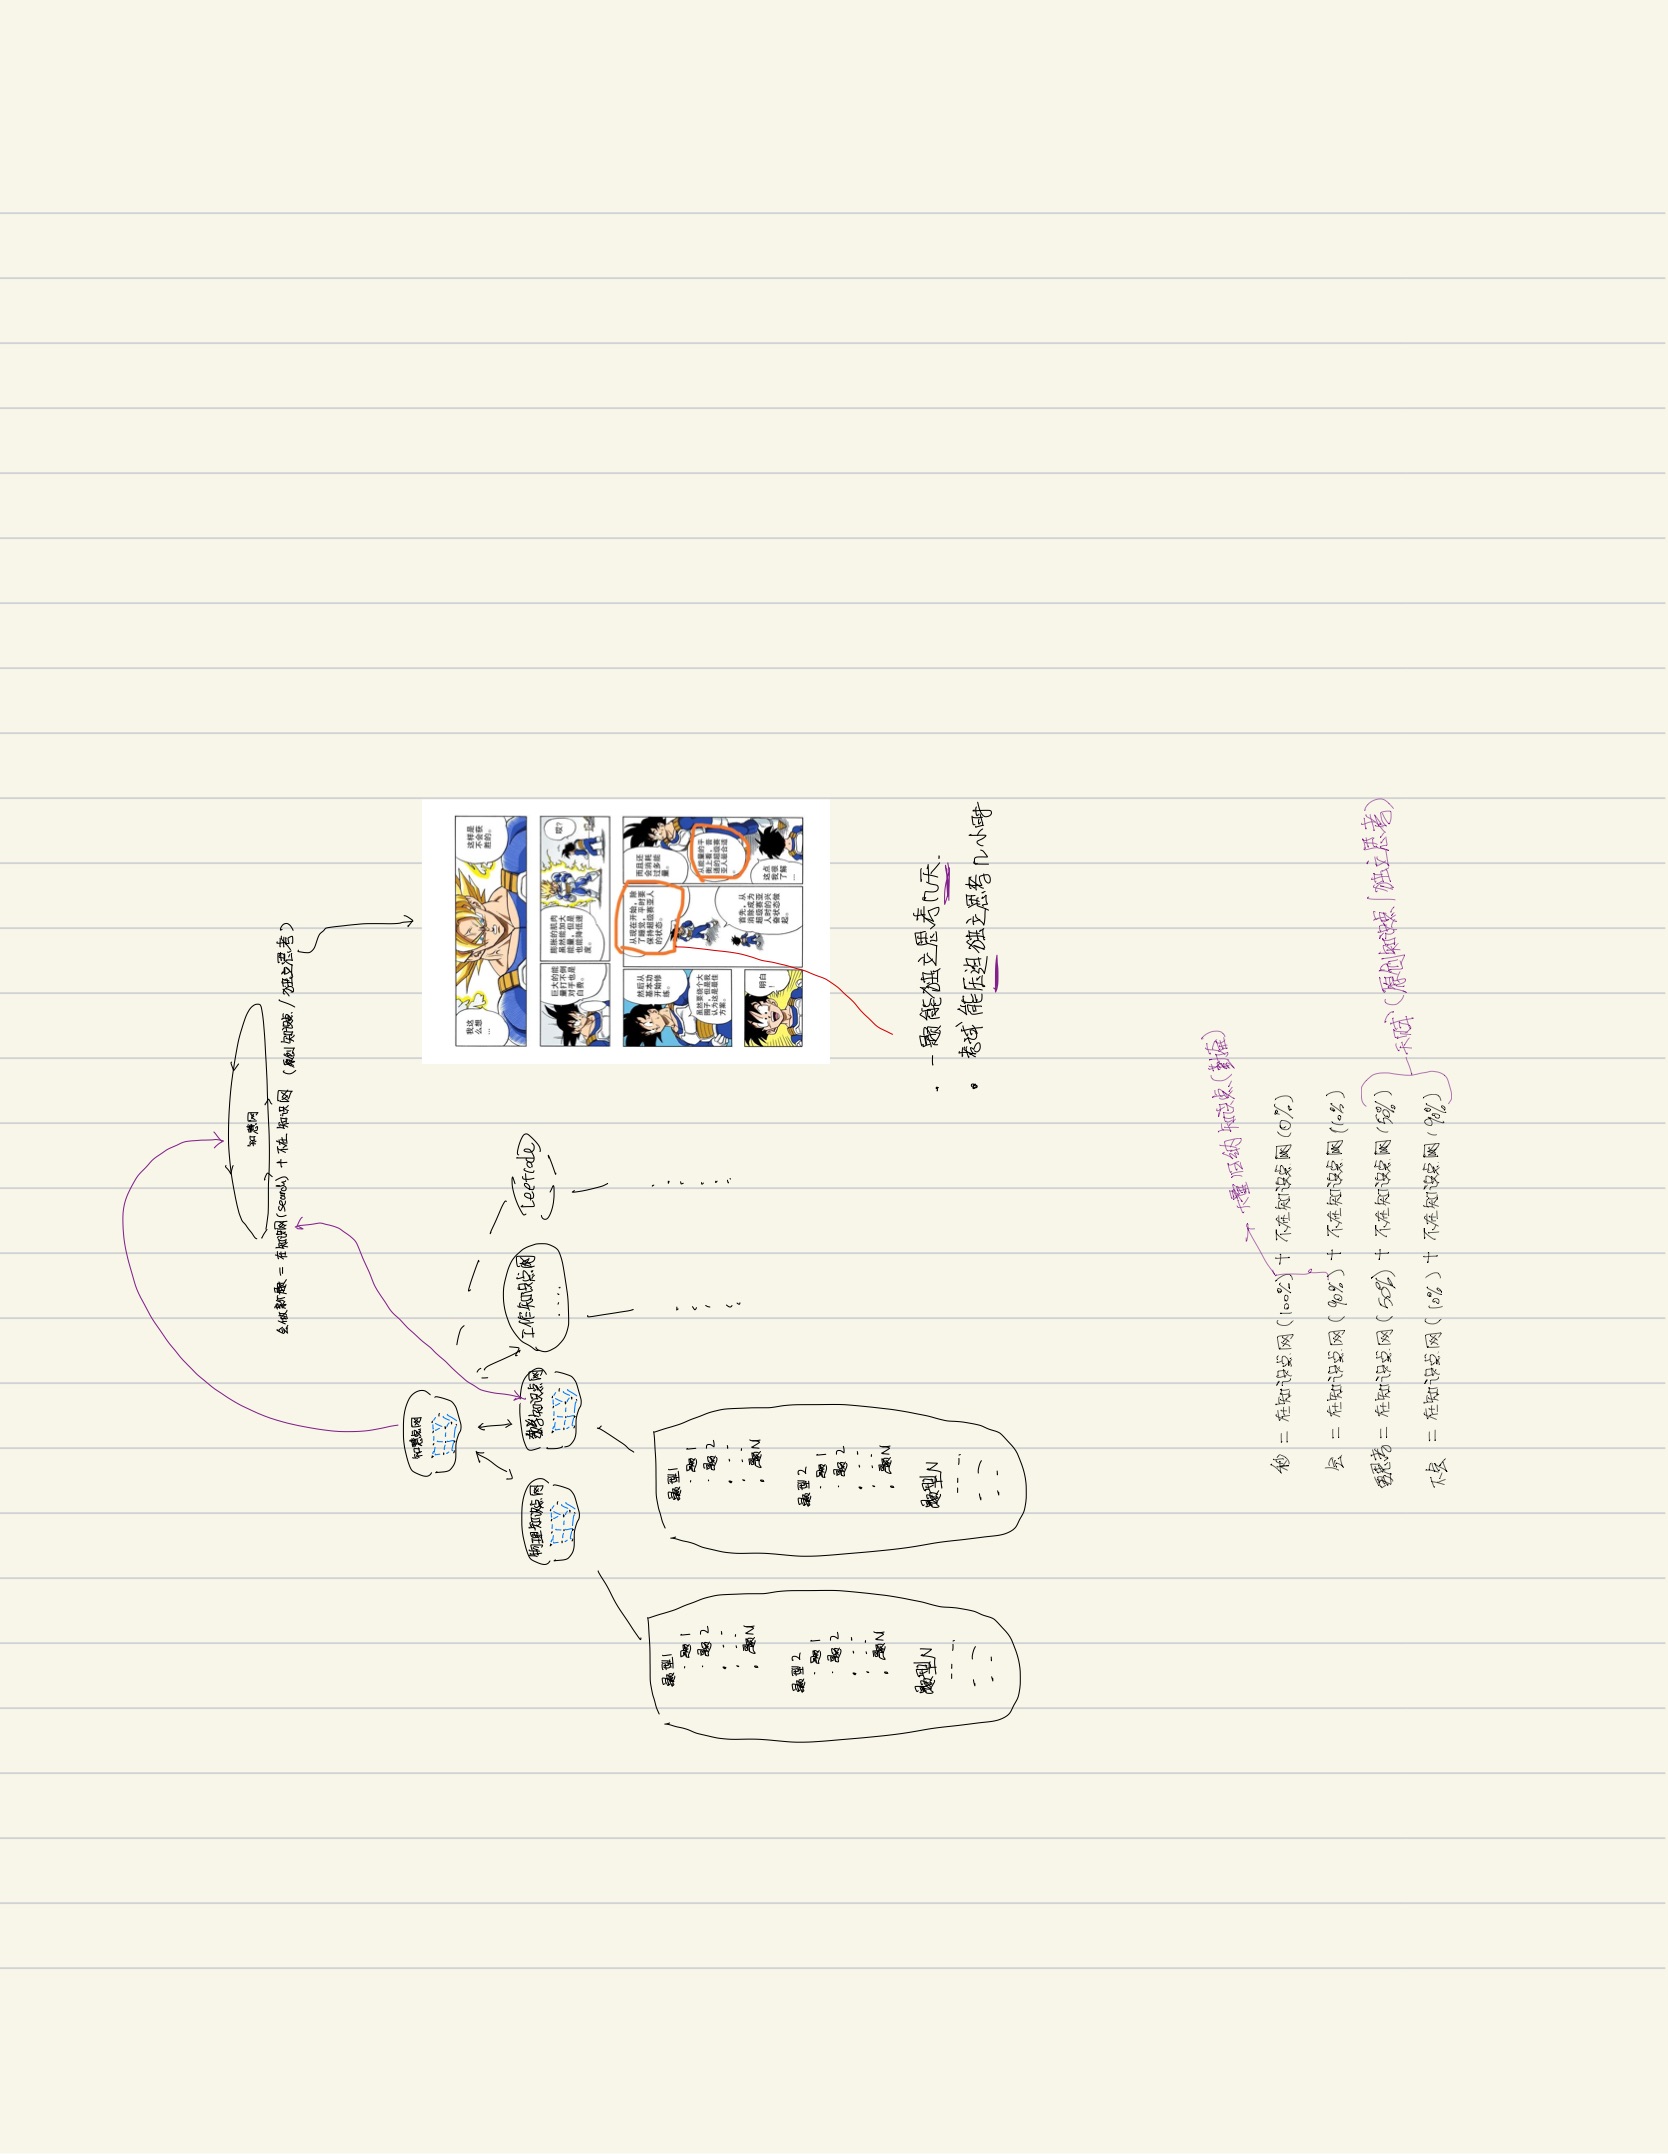 知慧网
会做新题 = 在知识网(search) + 不在知识网 (原创知识点/独立思考)
知慧点网
物理知识点网
数学知识点网
工作知识点网
....
Leetcode
题型1
· 题1
· 题2
· --
· --
· 题N
题型2
· 题1
· 题2
· --
· --
· 题N
题型N
题型1
· 题1
· 题2
· --
· --
· 题N
题型2
· 题1
· 题2
· --
· --
· 题N
题型N
这样是
不会获
胜的。
我这
么想
…
哎?
膨胀的肌肉
虽然能加大
能量，但是
也能降低速
度。
巨大的能
量打不倒
对手也是
白费。
而且还
会消耗
过多能
量。
从能量的平
衡上看，普
通的超级赛
亚人最合适
。
这点
我很
了解
…
从现在开始，除
了睡觉，平时要
保持超级赛亚人
的状态。
首先，从
消除成为
超级赛亚
人时的兴
奋状态做
起。
然后从
基本功
开始修
练。
虽然要绕个大
圈子，但是我
认为这是最佳
方案。
明白
!
· 一题能独立思考几天.
· 考试能压迫独立思考几小时
大量归纳知识点(勤奋)
秒 = 在知识点网(100%) + 不在知识点网(0%)
会 = 在知识点网(90%) + 不在知识点网(10%)
要思考 = 在知识点网(50%) + 不在知识点网(50%)
不会 = 在知识点网(10%) + 不在知识点网(90%)
天赋(原创知识点/独立思考)